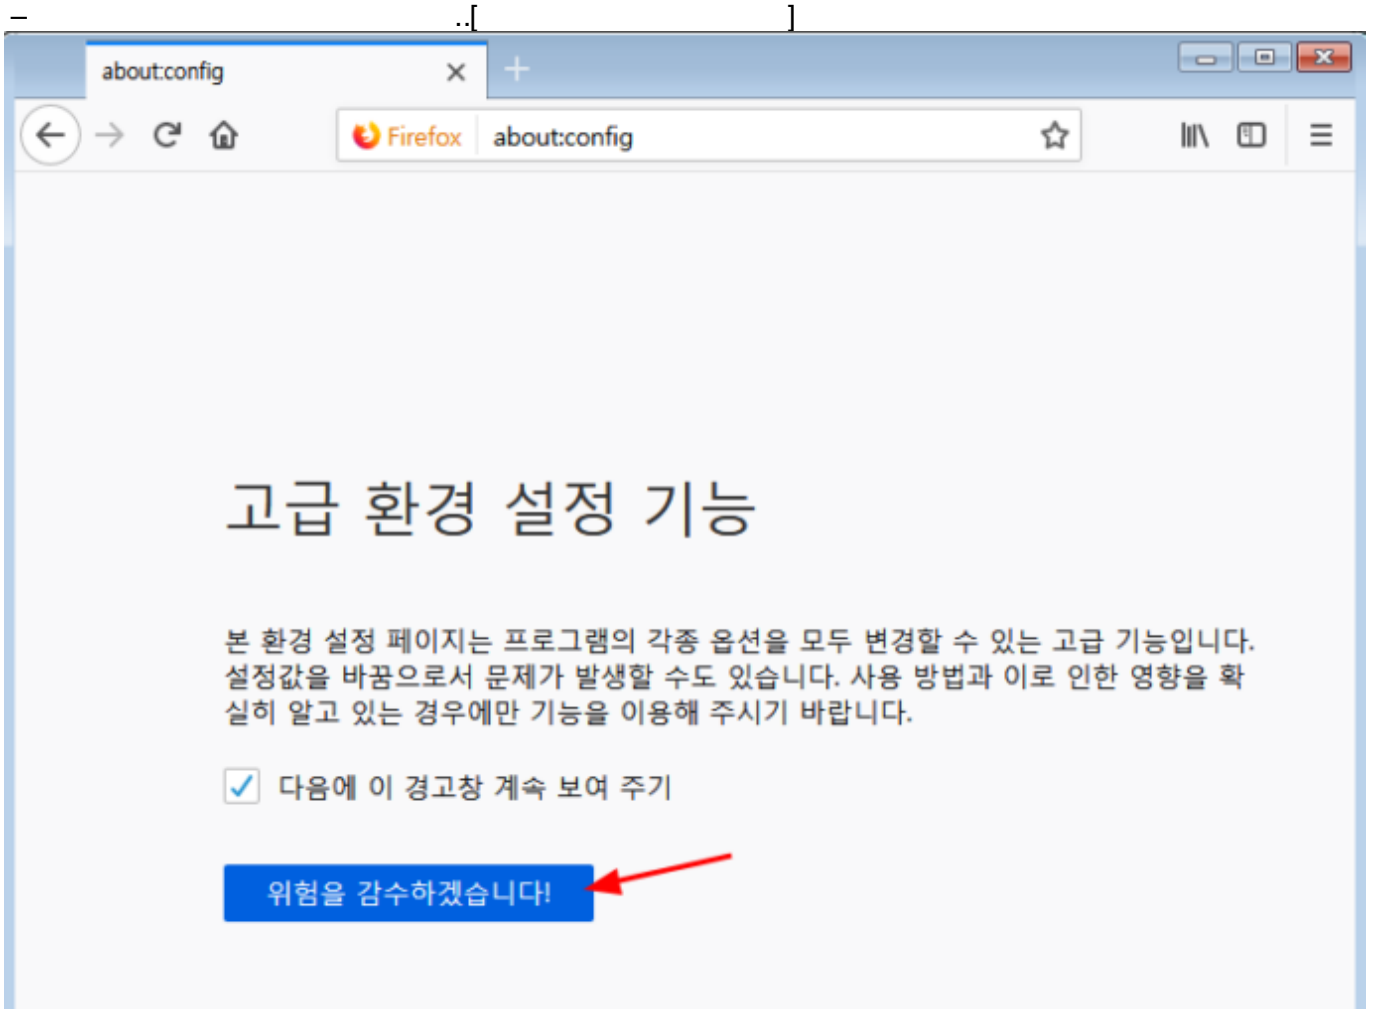 – ..[ ]
about:config
Firefox about:config
고급 환경 설정 기능
본 환경 설정 페이지는 프로그램의 각종 옵션을 모두 변경할 수 있는 고급 기능입니다.
설정값을 바꿈으로서 문제가 발생할 수도 있습니다. 사용 방법과 이로 인한 영향을 확
실히 알고 있는 경우에만 기능을 이용해 주시기 바랍니다.
다음에 이 경고창 계속 보여 주기
위험을 감수하겠습니다!